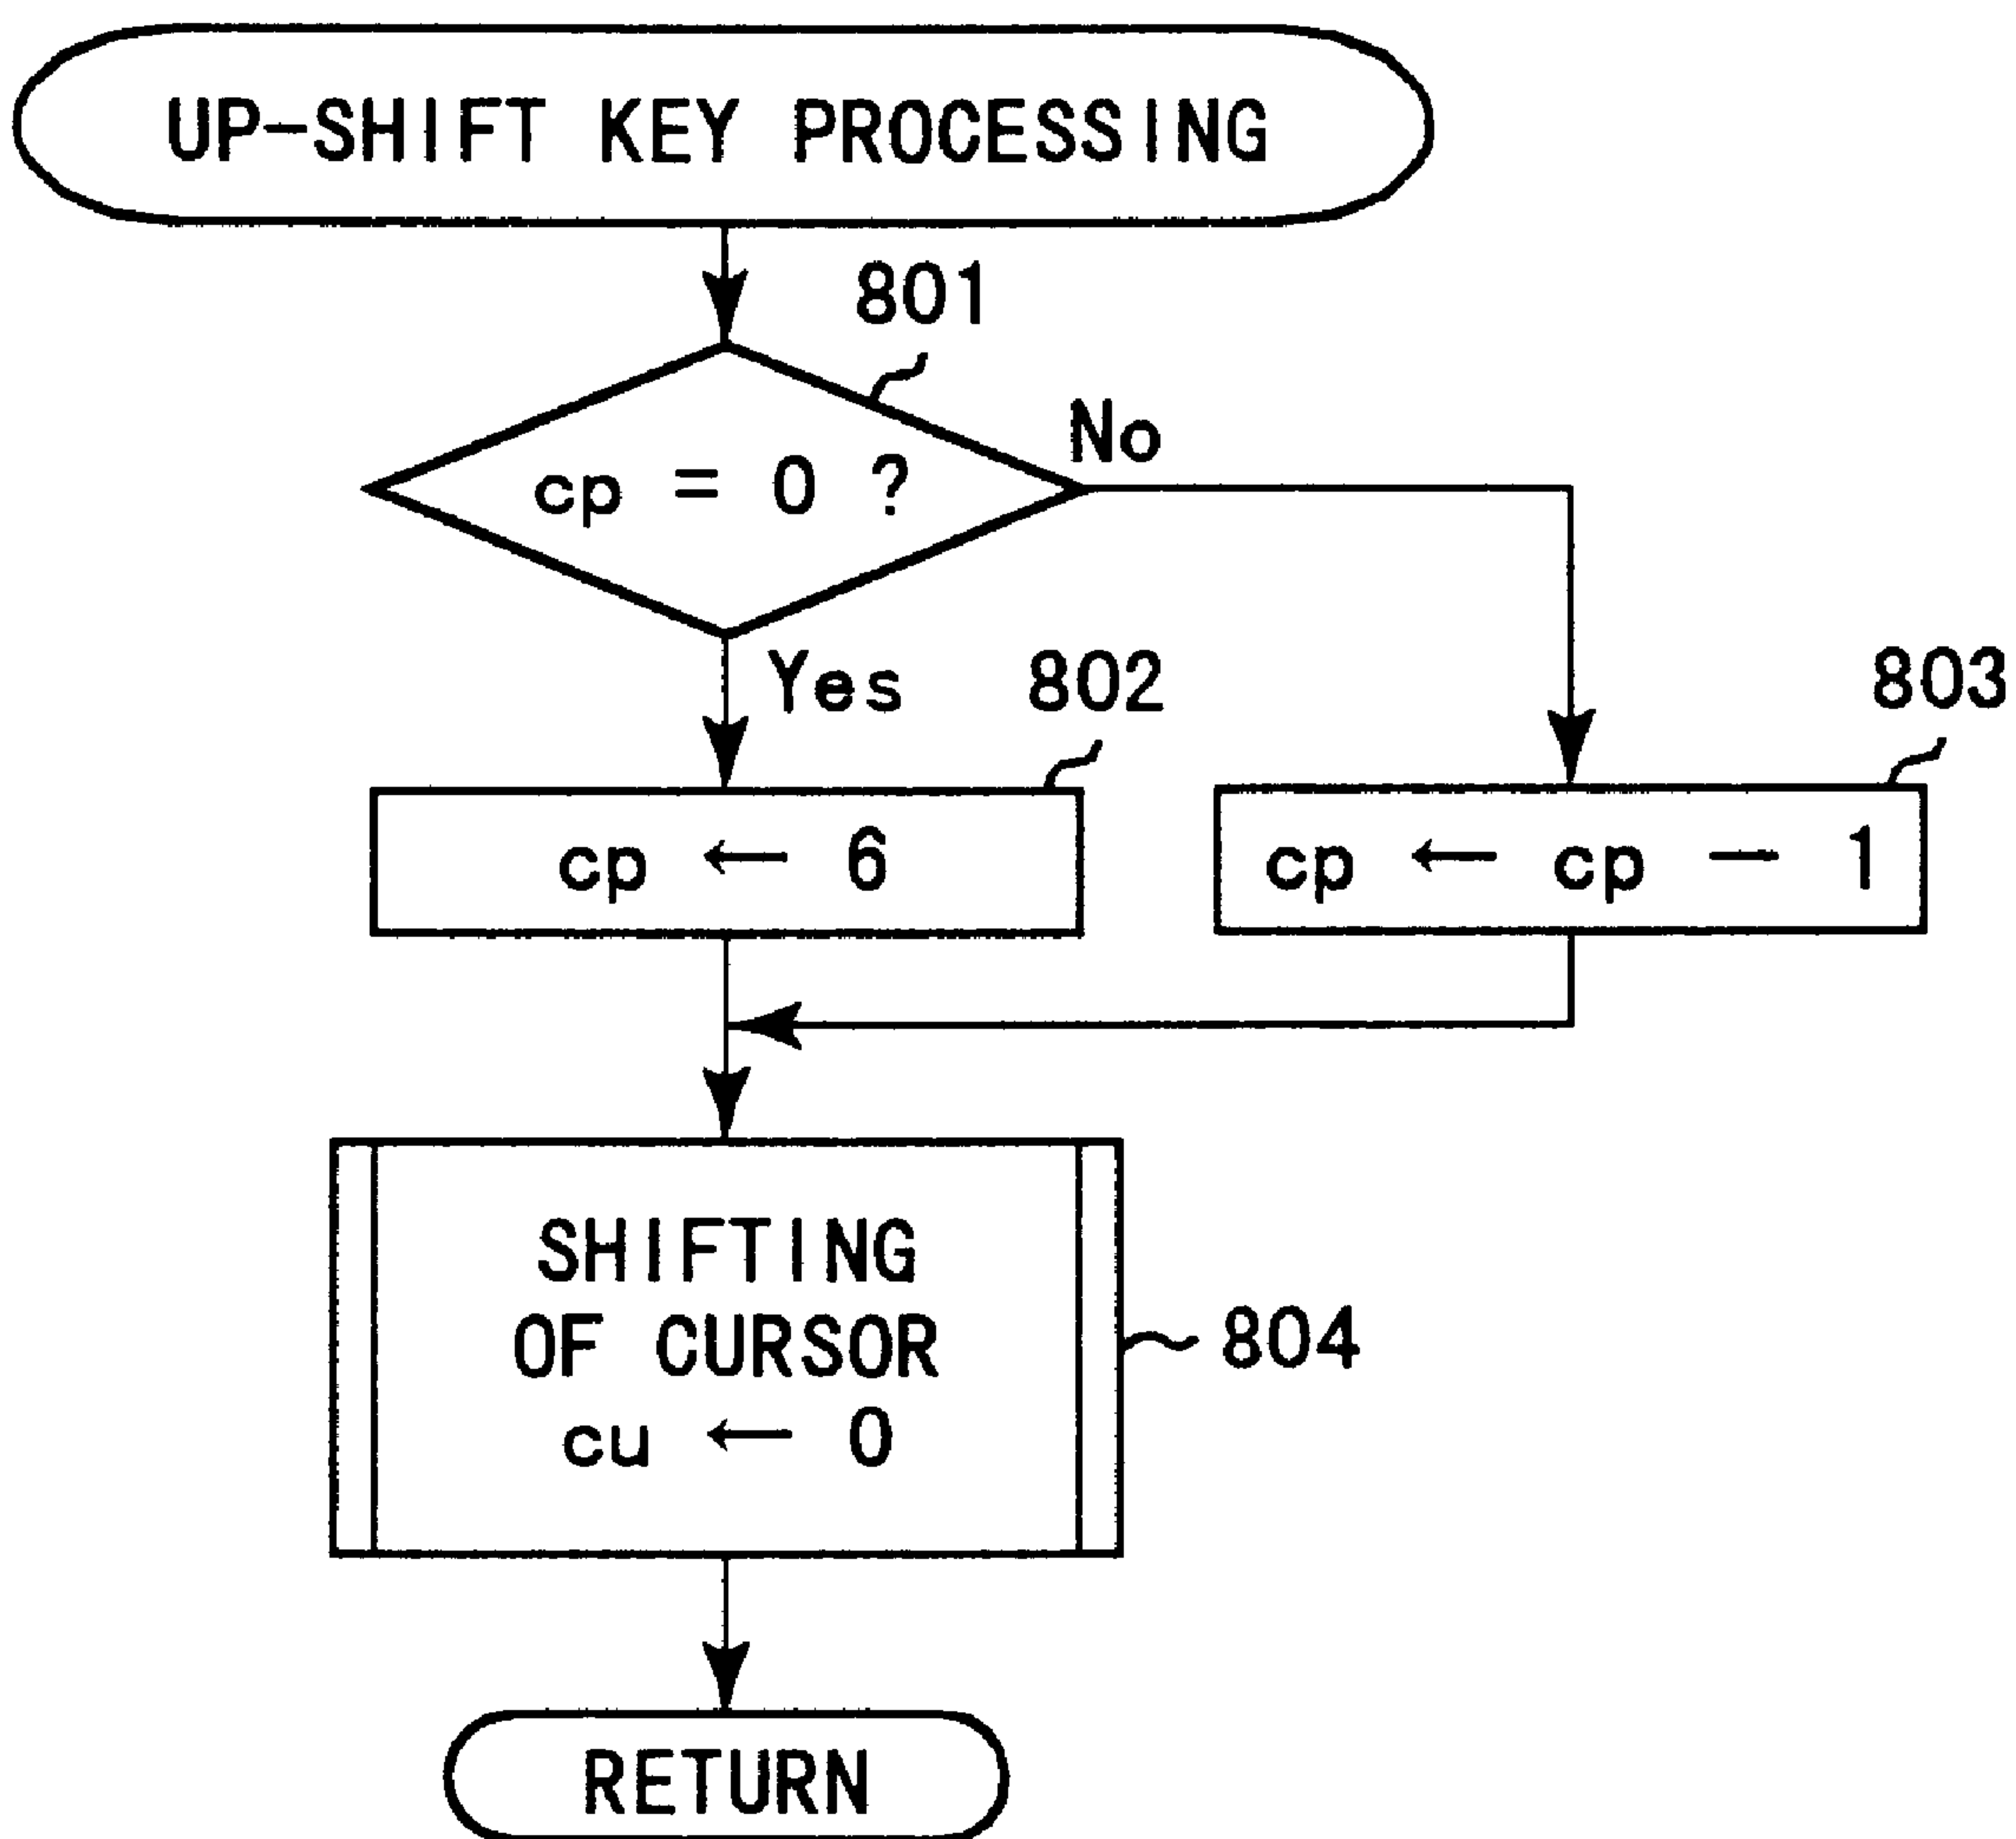 UP-SHIFT KEY PROCESSING
801
cp = 0 ?
No
Yes
802
803
cp ← 6
cp ← cp — 1
SHIFTING
OF CURSOR
cu ← 0
804
RETURN